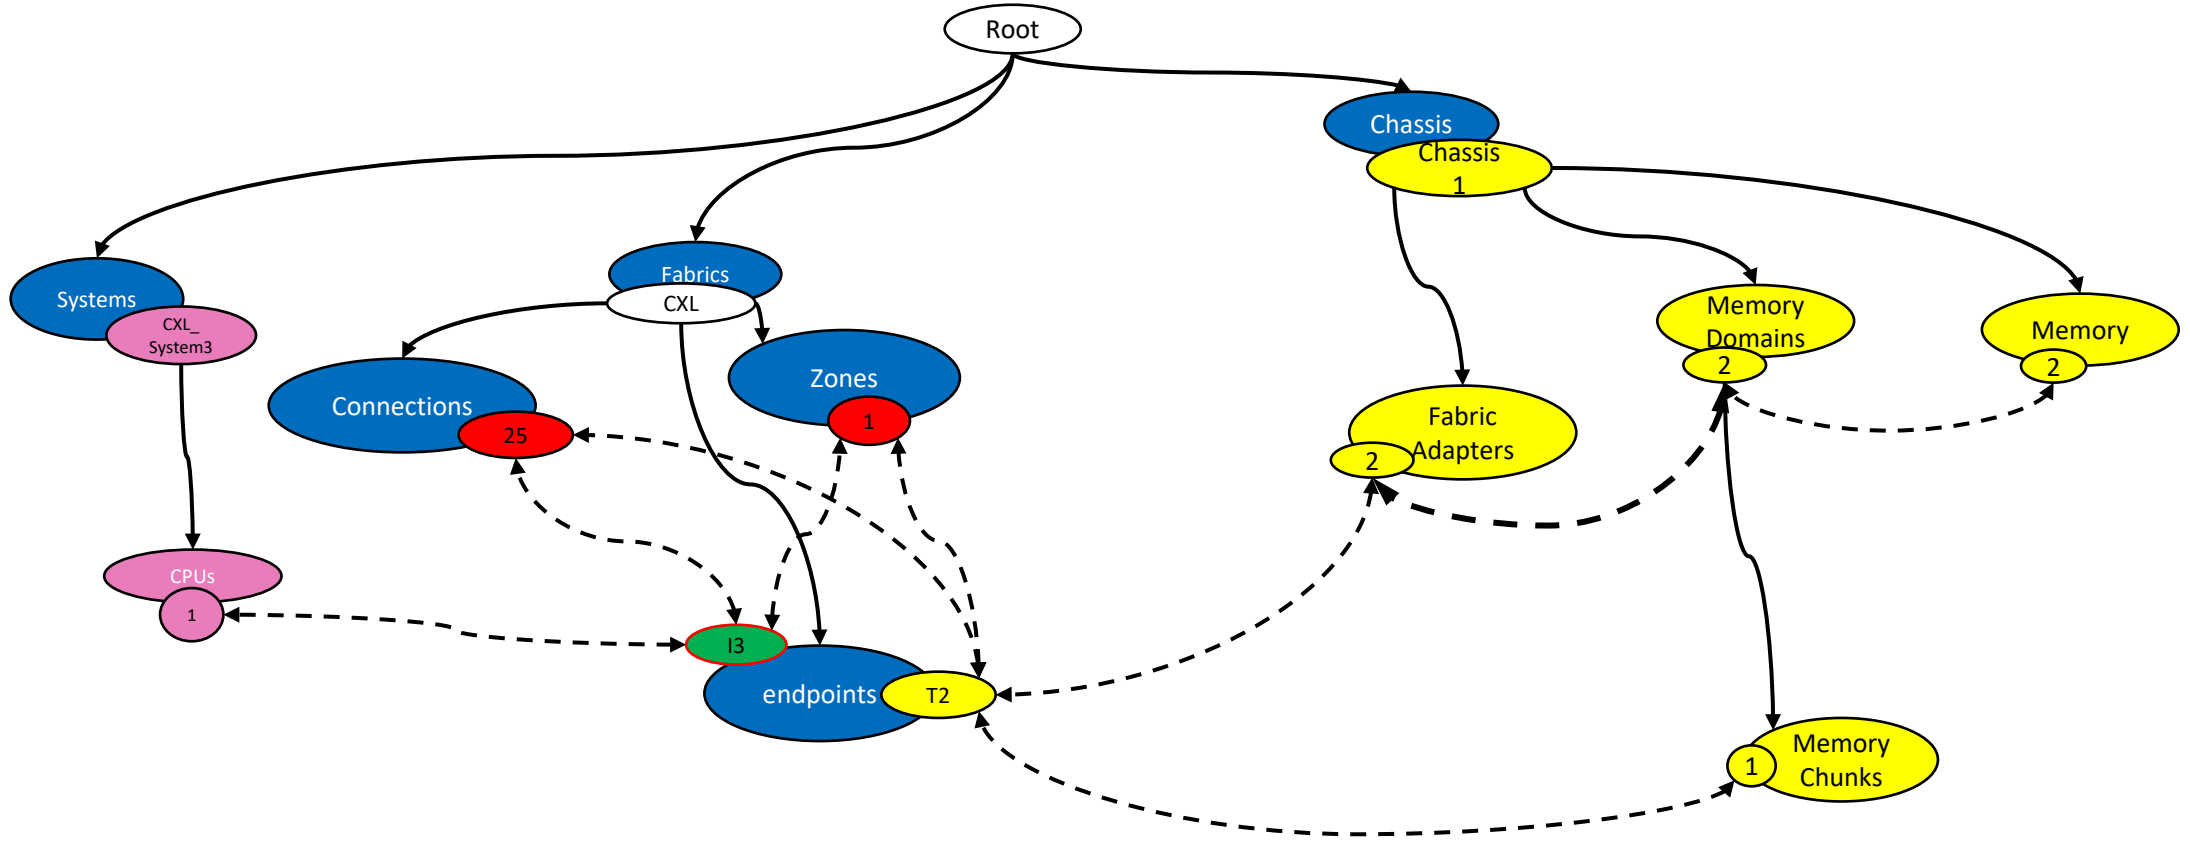 Root
Chassis
Chassis
1
Systems
CXL_
System3
Fabrics
CXL
Connections
25
Zones
1
Memory
Domains
2
Memory
2
Fabric
Adapters
2
CPUs
1
I3
endpoints
T2
Memory
Chunks
1